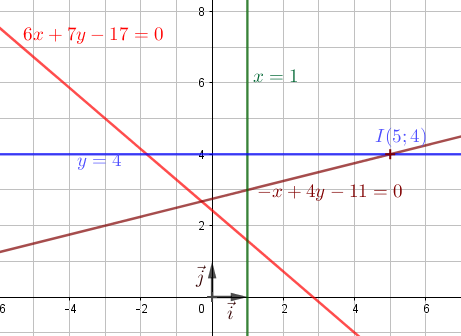 8
6x + 7y − 17 = 0
6
x = 1
I(5; 4)
4
y = 4
−x + 4y − 11 = 0
2
j⃗
6 −4 −2 0 2 4 6
i⃗